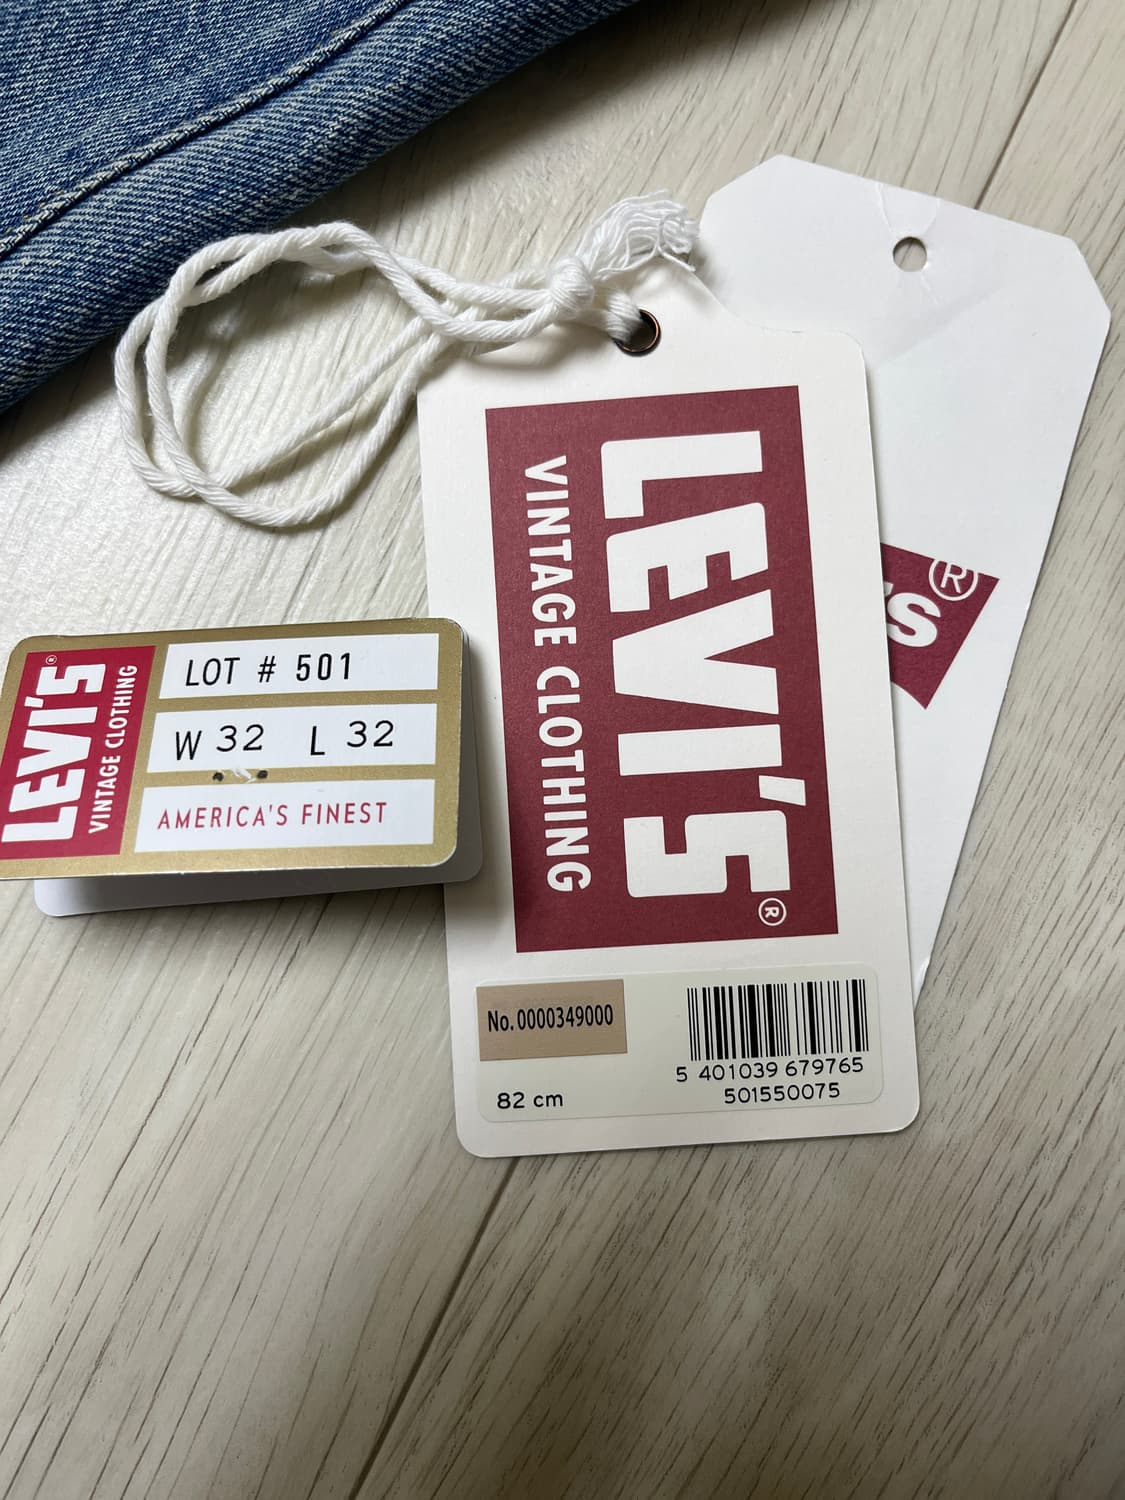 LEVI'S®
VINTAGE CLOTHING
LOT # 501
W 32 L 32
AMERICA'S FINEST
LEVI'S®
VINTAGE CLOTHING
No. 0000349000
82 cm
5 401039 679765
501550075
's®